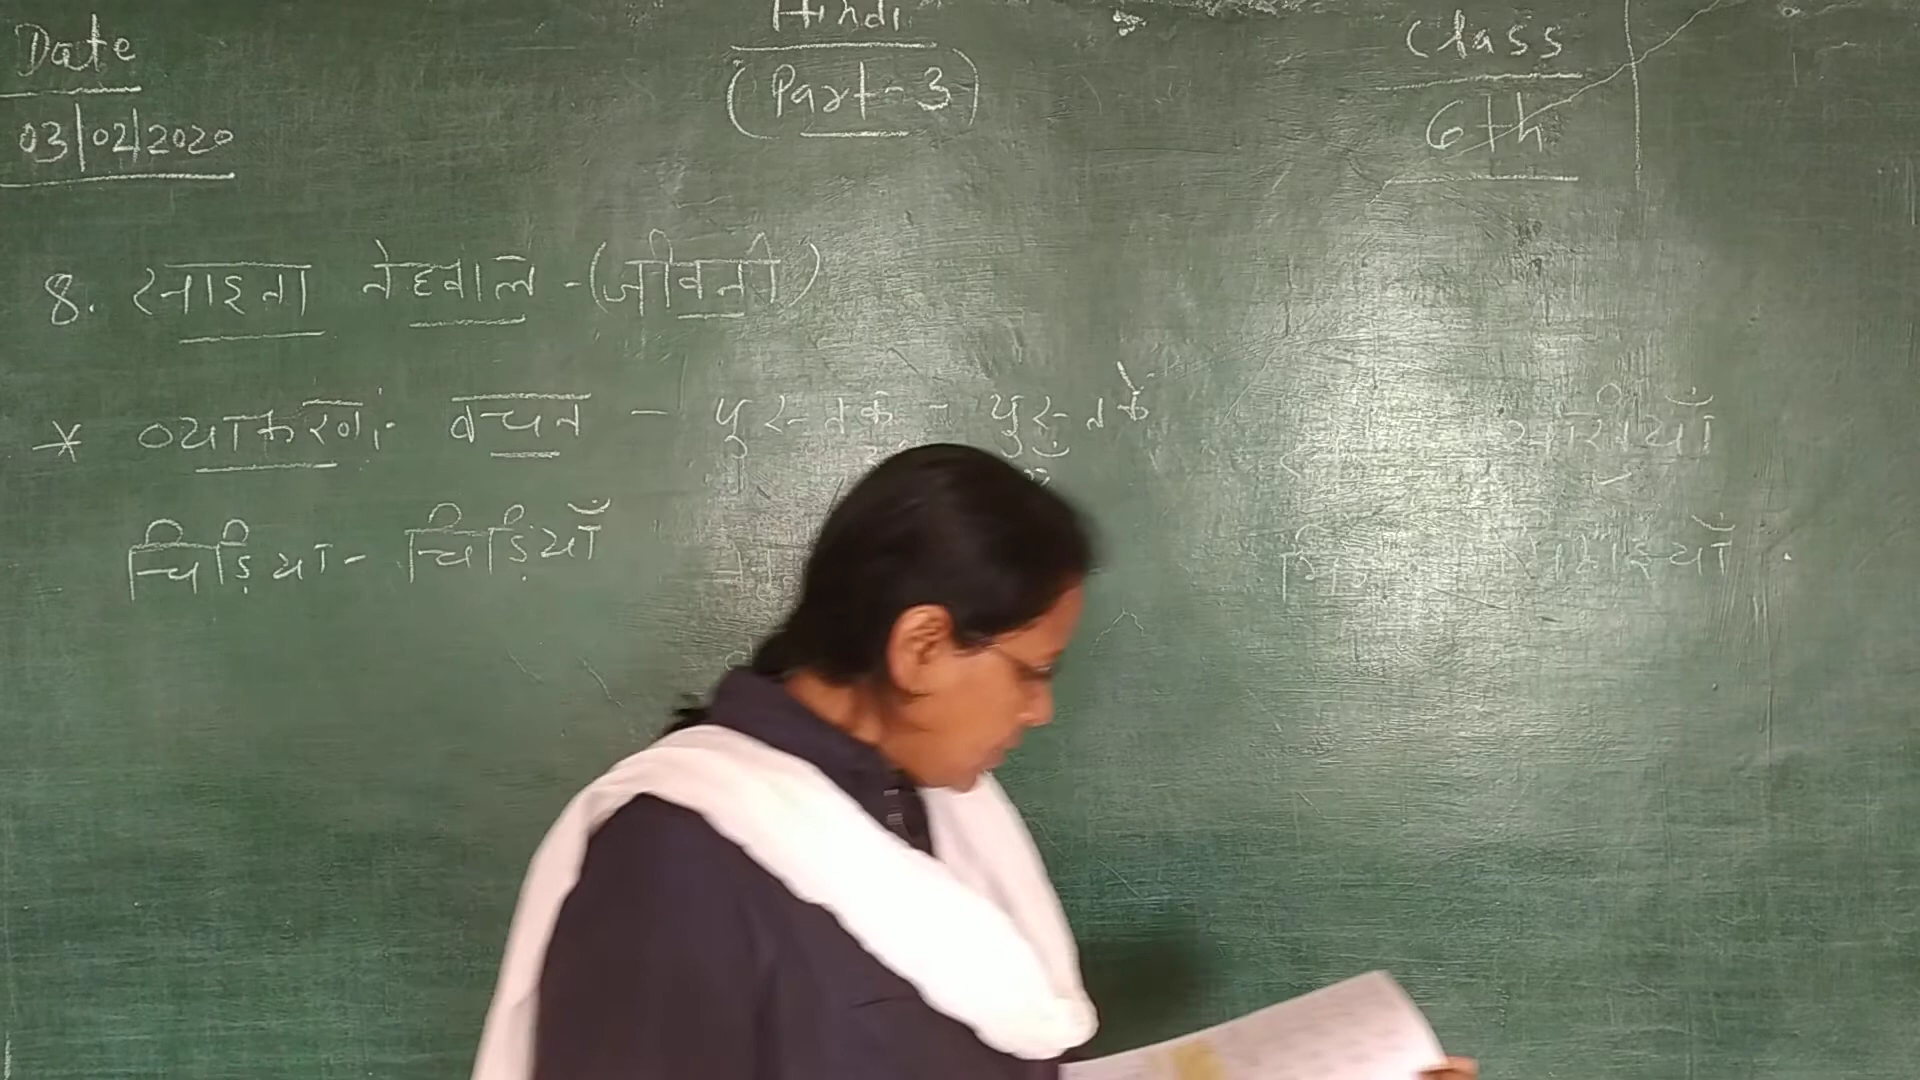 Date
03/02/2020
Hindi
(Part-3)
Class
6th
8. साइना नेहवाल -(जीवनी)
* व्याकरण:- वचन - पुस्तक - पुस्तकें
चिड़िया - चिड़ियाँ